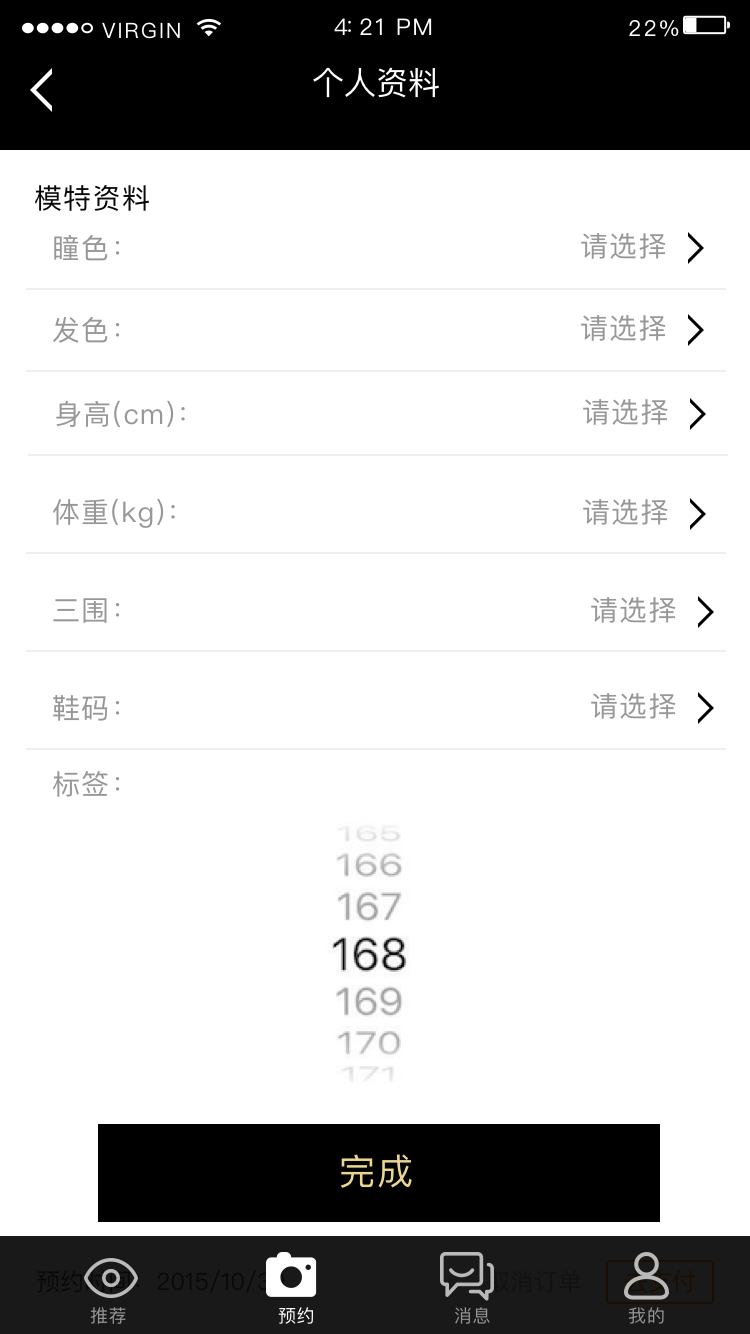 VIRGIN 4:21 PM 22%
个人资料
模特资料
瞳色: 请选择
发色: 请选择
身高(cm): 请选择
体重(kg): 请选择
三围: 请选择
鞋码: 请选择
标签:
165
166
167
168
169
170
171
完成
预约 2015/10/3 取消订单
推荐 预约 消息 我的